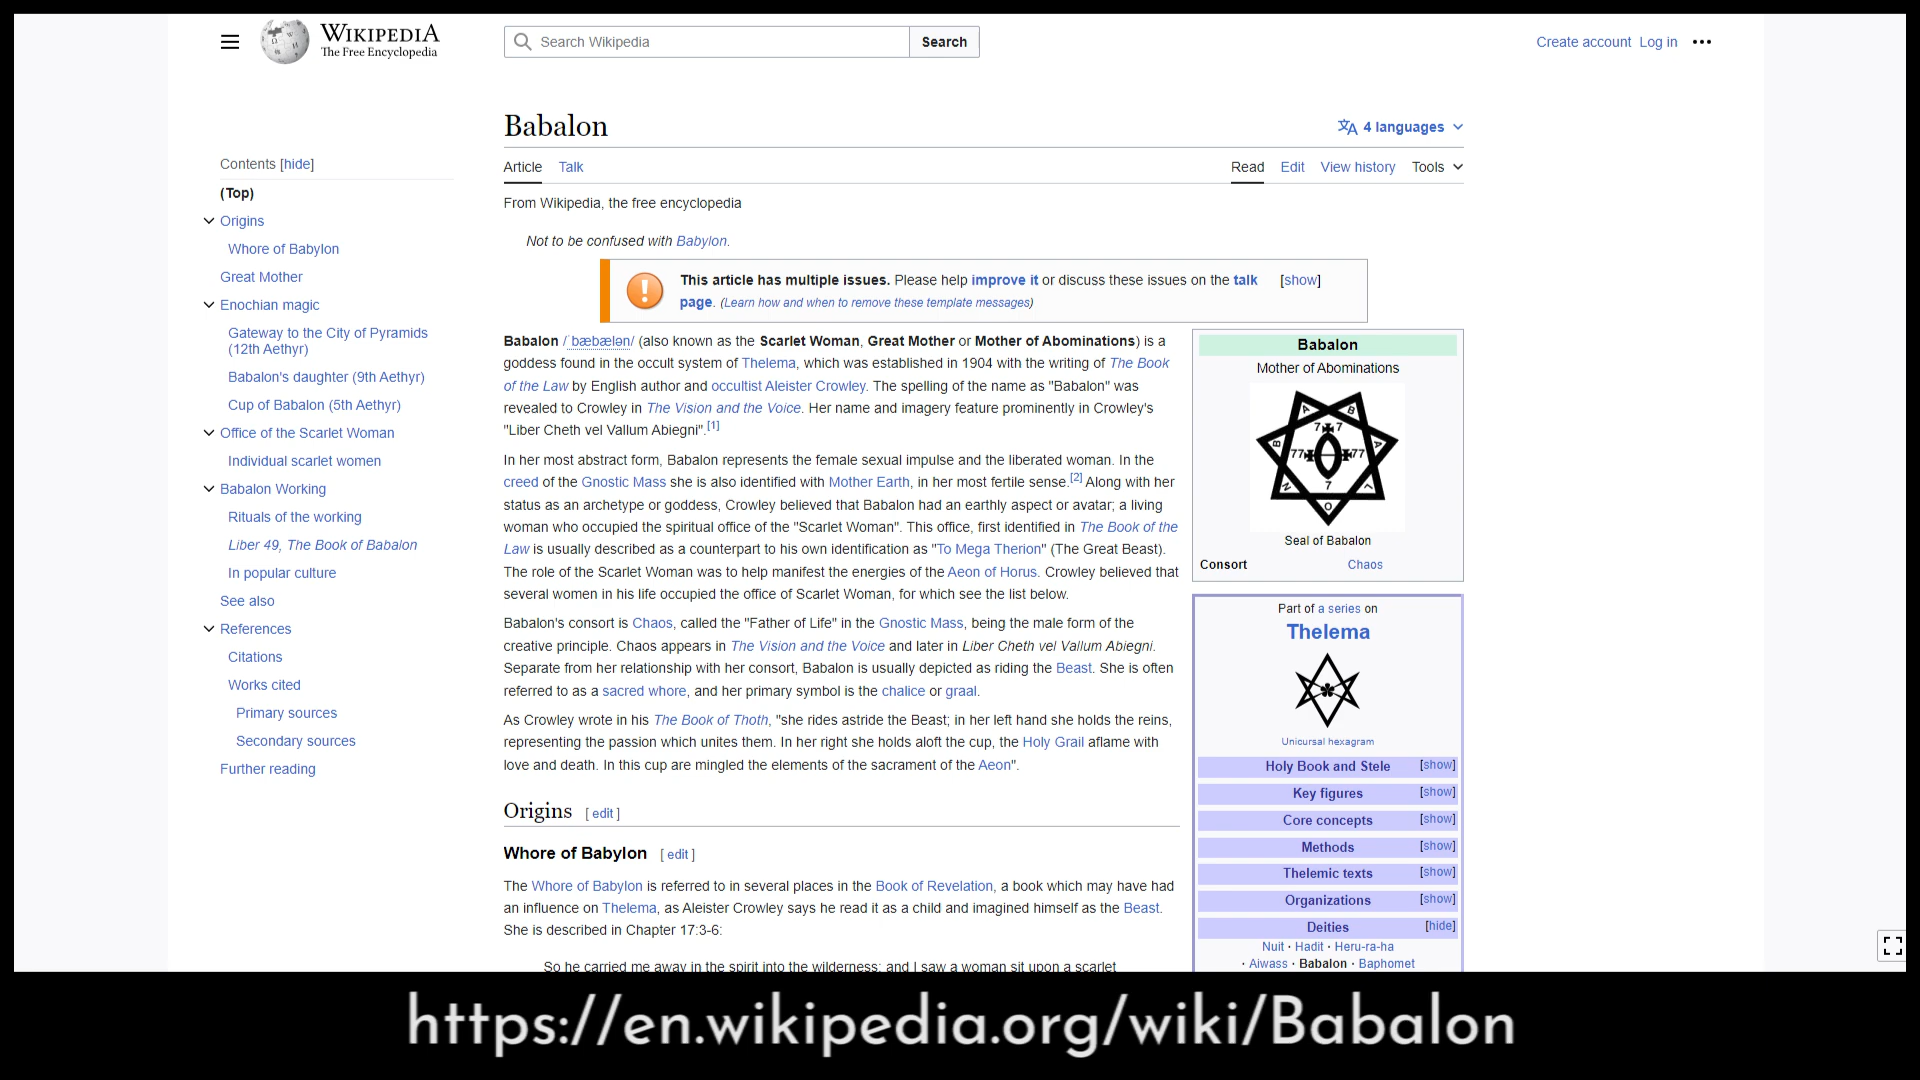 WIKIPEDIA
The Free Encyclopedia
Search Wikipedia
Search
Create account Log in
Babalon
4 languages
Article Talk
Read Edit View history Tools
From Wikipedia, the free encyclopedia
Not to be confused with Babylon.
This article has multiple issues. Please help improve it or discuss these issues on the talk
page. (Learn how and when to remove these template messages)
[show]
Contents [hide]
(Top)
Origins
Whore of Babylon
Great Mother
Enochian magic
Gateway to the City of Pyramids
(12th Aethyr)
Babalon's daughter (9th Aethyr)
Cup of Babalon (5th Aethyr)
Office of the Scarlet Woman
Individual scarlet women
Babalon Working
Rituals of the working
Liber 49, The Book of Babalon
In popular culture
See also
References
Citations
Works cited
Primary sources
Secondary sources
Further reading
Babalon /ˈbæbælən/ (also known as the Scarlet Woman, Great Mother or Mother of Abominations) is a
goddess found in the occult system of Thelema, which was established in 1904 with the writing of The Book
of the Law by English author and occultist Aleister Crowley. The spelling of the name as "Babalon" was
revealed to Crowley in The Vision and the Voice. Her name and imagery feature prominently in Crowley's
"Liber Cheth vel Vallum Abiegni".[1]
In her most abstract form, Babalon represents the female sexual impulse and the liberated woman. In the
creed of the Gnostic Mass she is also identified with Mother Earth, in her most fertile sense.[2] Along with her
status as an archetype or goddess, Crowley believed that Babalon had an earthly aspect or avatar; a living
woman who occupied the spiritual office of the "Scarlet Woman". This office, first identified in The Book of the
Law is usually described as a counterpart to his own identification as "To Mega Therion" (The Great Beast).
The role of the Scarlet Woman was to help manifest the energies of the Aeon of Horus. Crowley believed that
several women in his life occupied the office of Scarlet Woman, for which see the list below.
Babalon's consort is Chaos, called the "Father of Life" in the Gnostic Mass, being the male form of the
creative principle. Chaos appears in The Vision and the Voice and later in Liber Cheth vel Vallum Abiegni.
Separate from her relationship with her consort, Babalon is usually depicted as riding the Beast. She is often
referred to as a sacred whore, and her primary symbol is the chalice or graal.
As Crowley wrote in his The Book of Thoth, "she rides astride the Beast; in her left hand she holds the reins,
representing the passion which unites them. In her right she holds aloft the cup, the Holy Grail aflame with
love and death. In this cup are mingled the elements of the sacrament of the Aeon".
Origins [ edit ]
Whore of Babylon [ edit ]
The Whore of Babylon is referred to in several places in the Book of Revelation, a book which may have had
an influence on Thelema, as Aleister Crowley says he read it as a child and imagined himself as the Beast.
She is described in Chapter 17:3-6:
So he carried me away in the spirit into the wilderness: and I saw a woman sit upon a scarlet
Babalon
Mother of Abominations
A B
7 7
B A
77 77
N 7 L
O
Seal of Babalon
Consort Chaos
Part of a series on
Thelema
Unicursal hexagram
Holy Book and Stele [show]
Key figures [show]
Core concepts [show]
Methods [show]
Thelemic texts [show]
Organizations [show]
Deities [hide]
Nuit · Hadit · Heru-ra-ha
· Aiwass · Babalon · Baphomet
https://en.wikipedia.org/wiki/Babalon